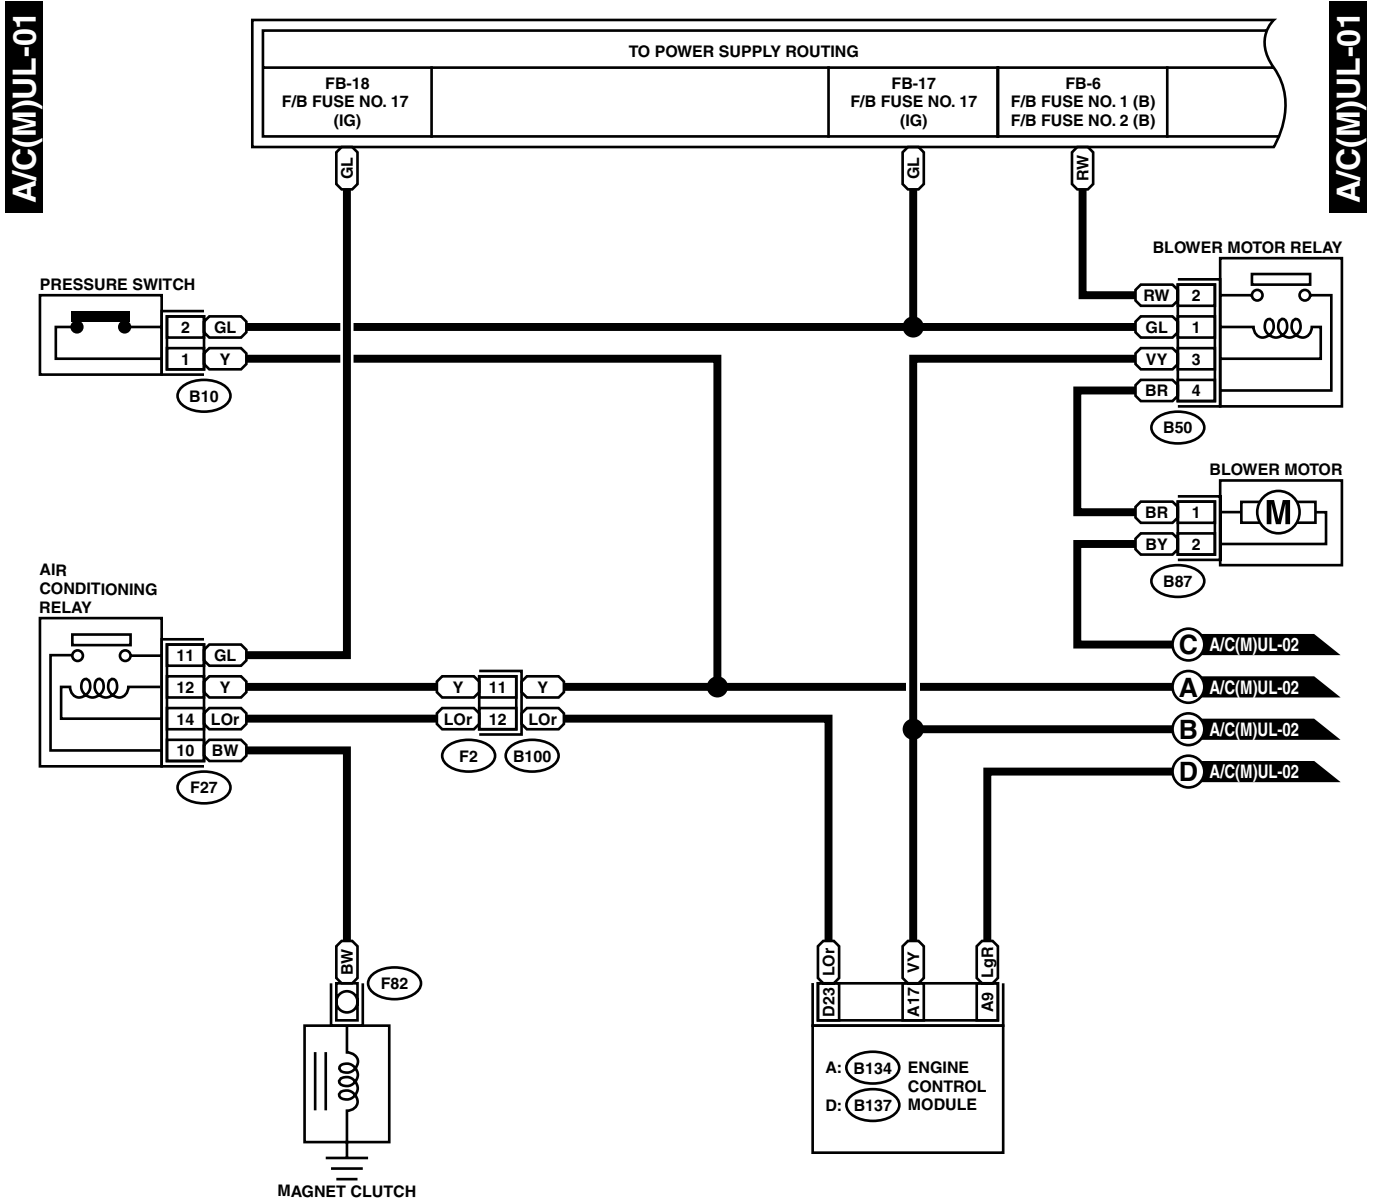 A/C(M)UL-01
A/C(M)UL-01
TO POWER SUPPLY ROUTING
FB-18
F/B FUSE NO. 17
(IG)
FB-17
F/B FUSE NO. 17
(IG)
FB-6
F/B FUSE NO. 1 (B)
F/B FUSE NO. 2 (B)
GL
GL
RW
PRESSURE SWITCH
2 GL
1 Y
B10
BLOWER MOTOR RELAY
RW 2
GL 1
VY 3
BR 4
B50
BLOWER MOTOR
BR 1
BY 2
M
B87
AIR
CONDITIONING
RELAY
11 GL
12 Y
14 LOr
10 BW
F27
Y 11 Y
LOr 12 LOr
F2 B100
C A/C(M)UL-02
A A/C(M)UL-02
B A/C(M)UL-02
D A/C(M)UL-02
BW
F82
MAGNET CLUTCH
LOr VY LgR
D23 A17 A9
A: B134 ENGINE
CONTROL
D: B137 MODULE